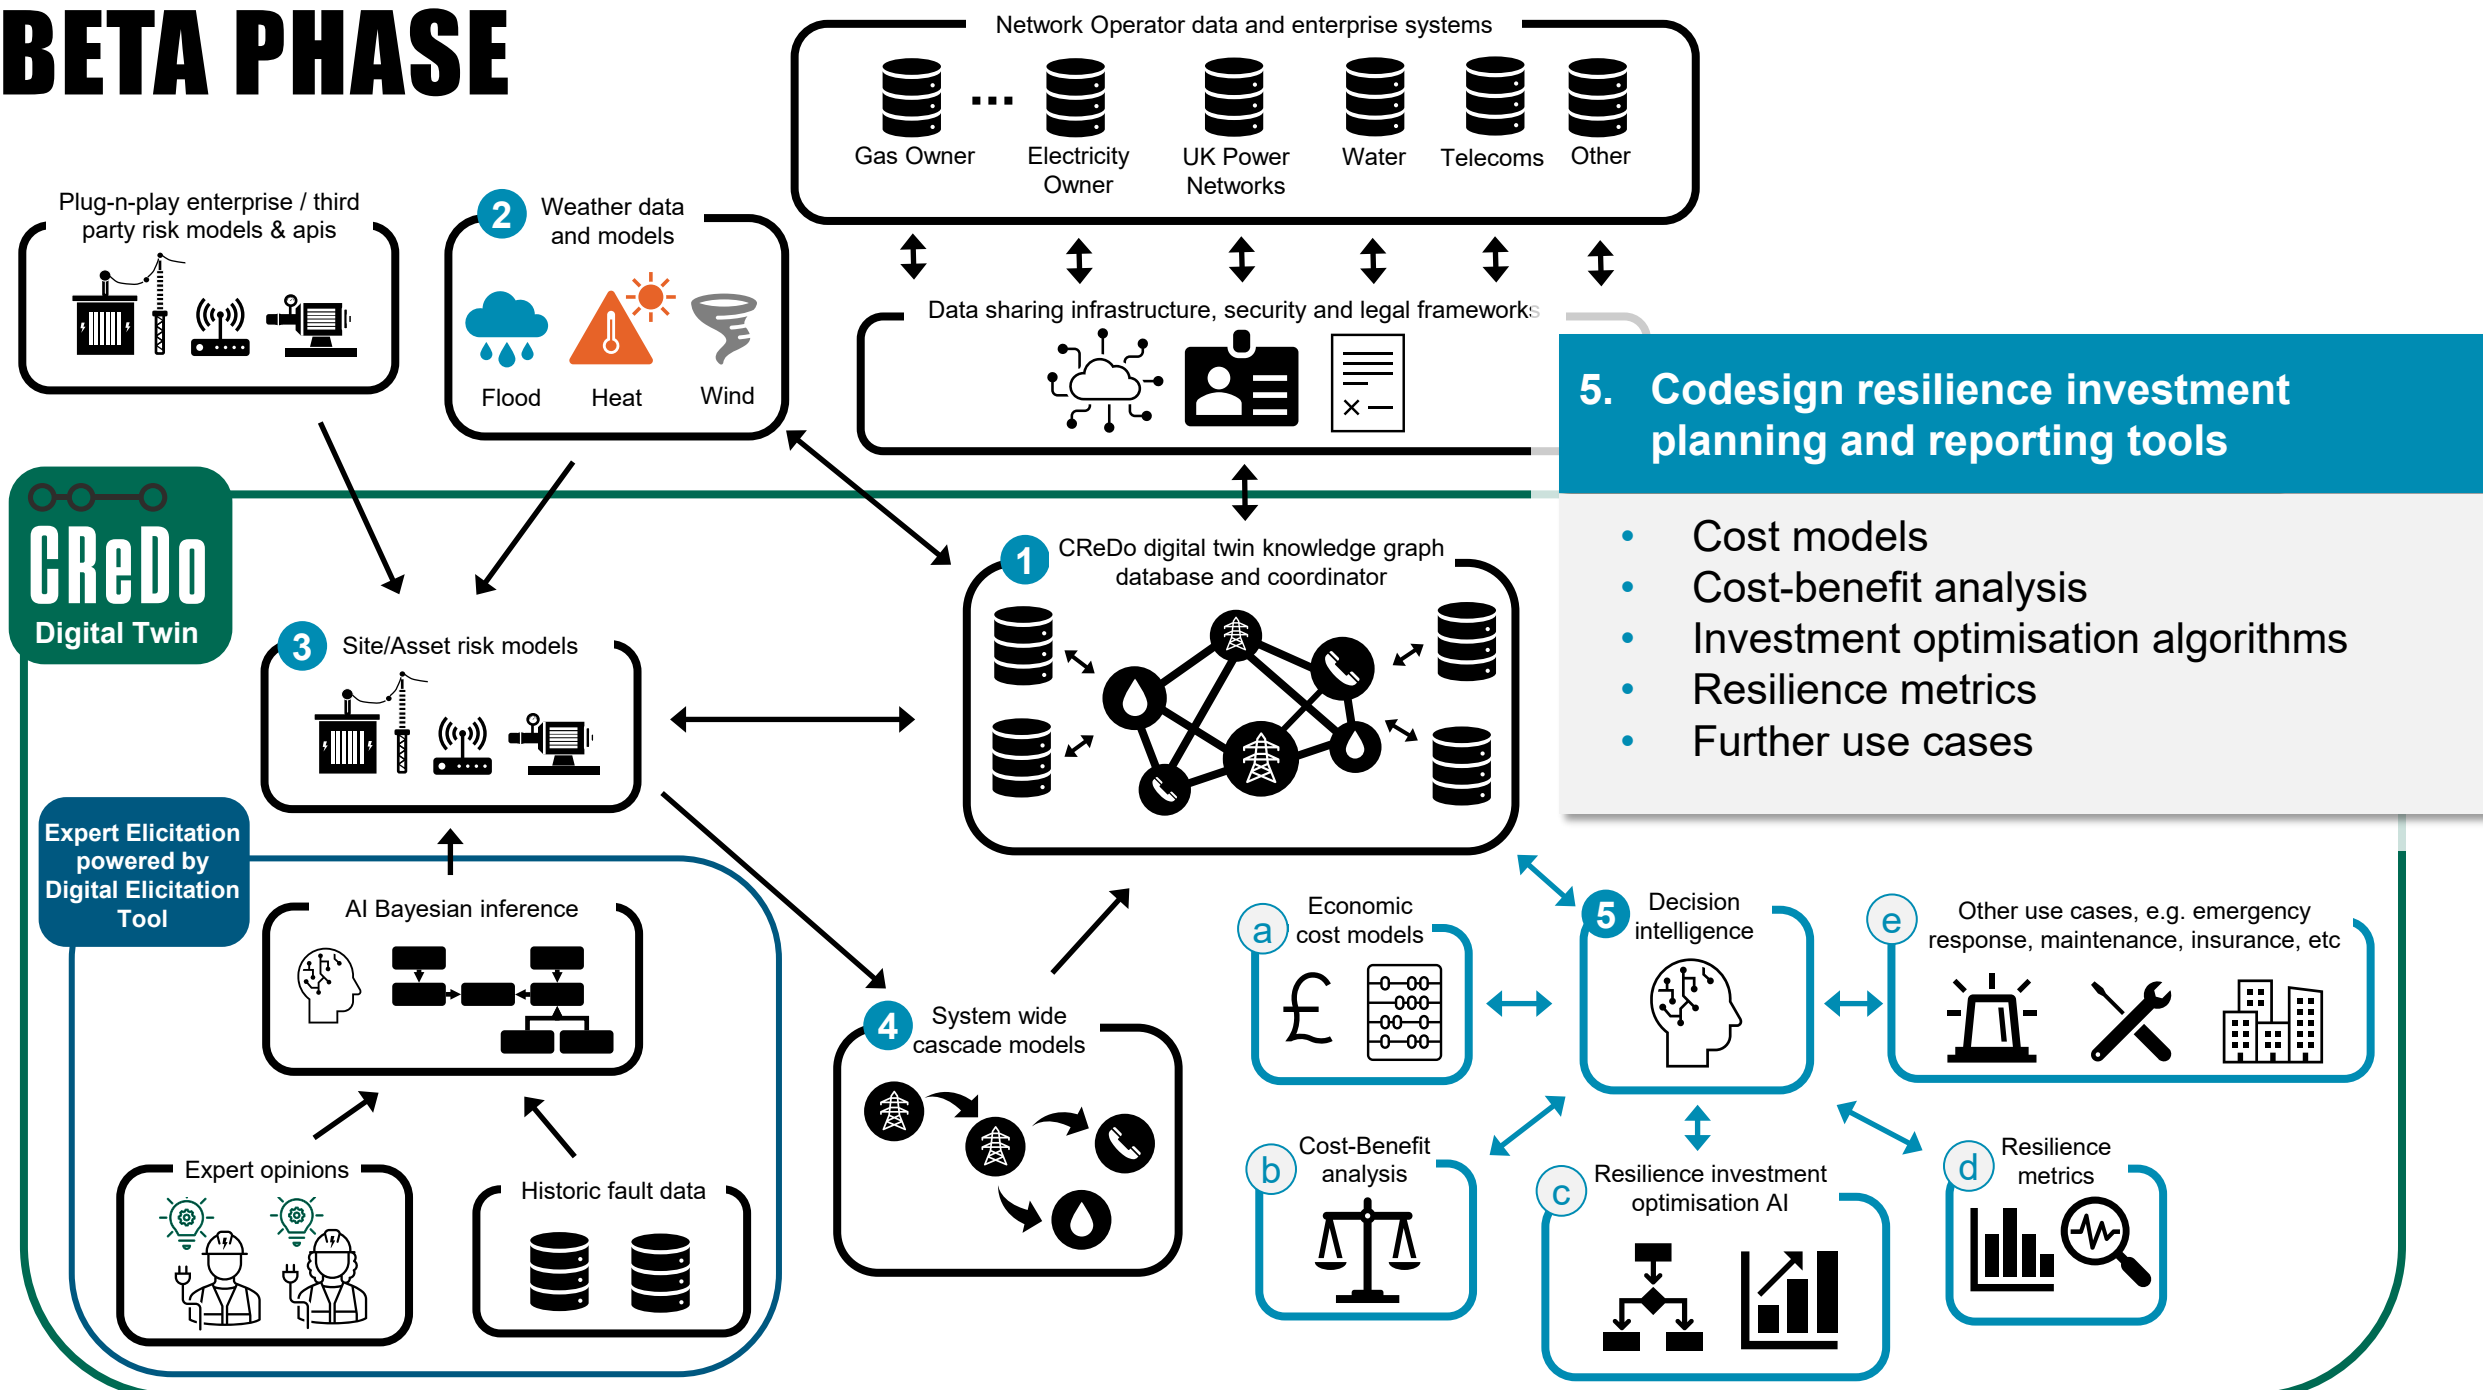 BETA PHASE
Network Operator data and enterprise systems
Gas Owner
...
Electricity
Owner
UK Power
Networks
Water
Telecoms
Other
Plug-n-play enterprise / third
party risk models & apis
2
Weather data
and models
Flood
Heat
Wind
Data sharing infrastructure, security and legal frameworks
5. Codesign resilience investment
planning and reporting tools
• Cost models
• Cost-benefit analysis
• Investment optimisation algorithms
• Resilience metrics
• Further use cases
CReDo
Digital Twin
1
CReDo digital twin knowledge graph
database and coordinator
3
Site/Asset risk models
Expert Elicitation
powered by
Digital Elicitation
Tool
AI Bayesian inference
Expert opinions
Historic fault data
4
System wide
cascade models
a
Economic
cost models
£
5
Decision
intelligence
e
Other use cases, e.g. emergency
response, maintenance, insurance, etc
b
Cost-Benefit
analysis
c
Resilience investment
optimisation AI
d
Resilience
metrics